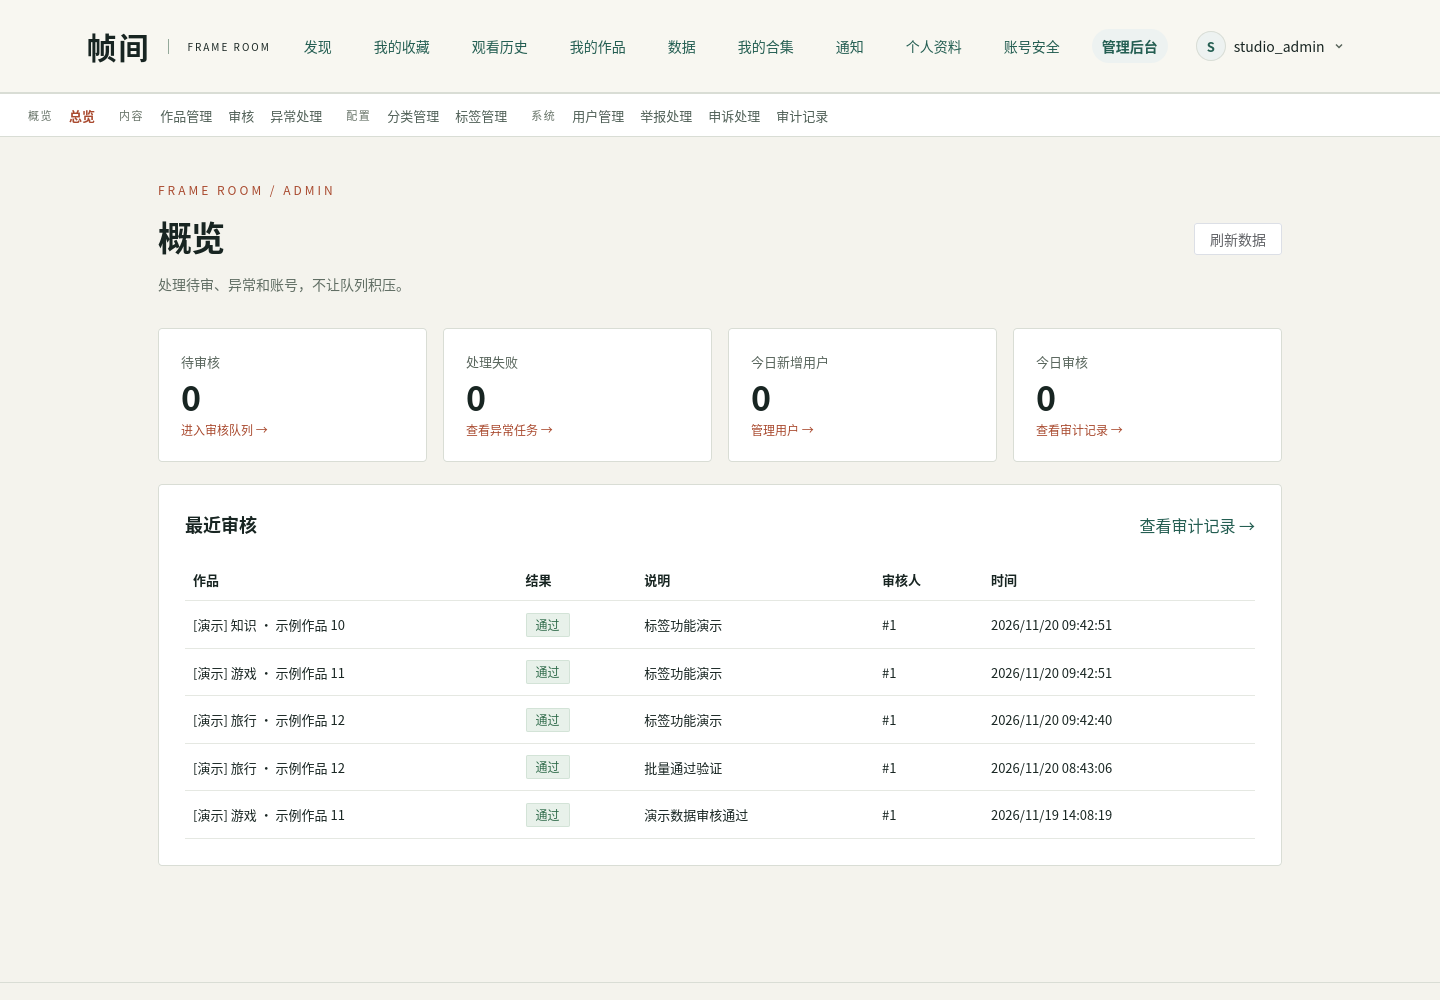 帧间 FRAME ROOM 发现 我的收藏 观看历史 我的作品 数据 我的合集 通知 个人资料 账号安全 管理后台 S studio_admin
概览 总览 内容 作品管理 审核 异常处理 配置 分类管理 标签管理 系统 用户管理 举报处理 申诉处理 审计记录
FRAME ROOM / ADMIN
概览
刷新数据
处理待审、异常和账号，不让队列积压。
待审核 处理失败 今日新增用户 今日审核
0 0 0 0
进入审核队列 → 查看异常任务 → 管理用户 → 查看审计记录 →
最近审核 查看审计记录 →
作品 结果 说明 审核人 时间
[演示] 知识 · 示例作品 10 通过 标签功能演示 #1 2026/11/20 09:42:51
[演示] 游戏 · 示例作品 11 通过 标签功能演示 #1 2026/11/20 09:42:51
[演示] 旅行 · 示例作品 12 通过 标签功能演示 #1 2026/11/20 09:42:40
[演示] 旅行 · 示例作品 12 通过 批量通过验证 #1 2026/11/20 08:43:06
[演示] 游戏 · 示例作品 11 通过 演示数据审核通过 #1 2026/11/19 14:08:19